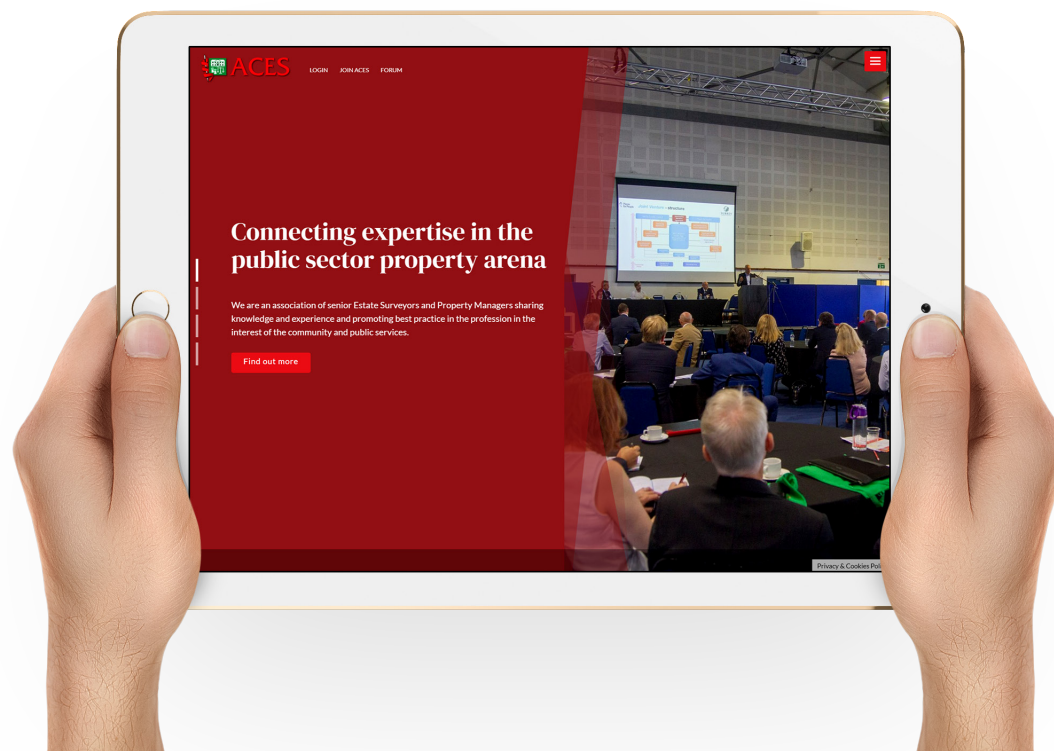 ACES
LOGIN JOIN ACES FORUM
Connecting expertise in the
public sector property arena
We are an association of senior Estate Surveyors and Property Managers sharing
knowledge and experience and promoting best practice in the profession in the
interest of the community and public services.
Find out more
Privacy & Cookies